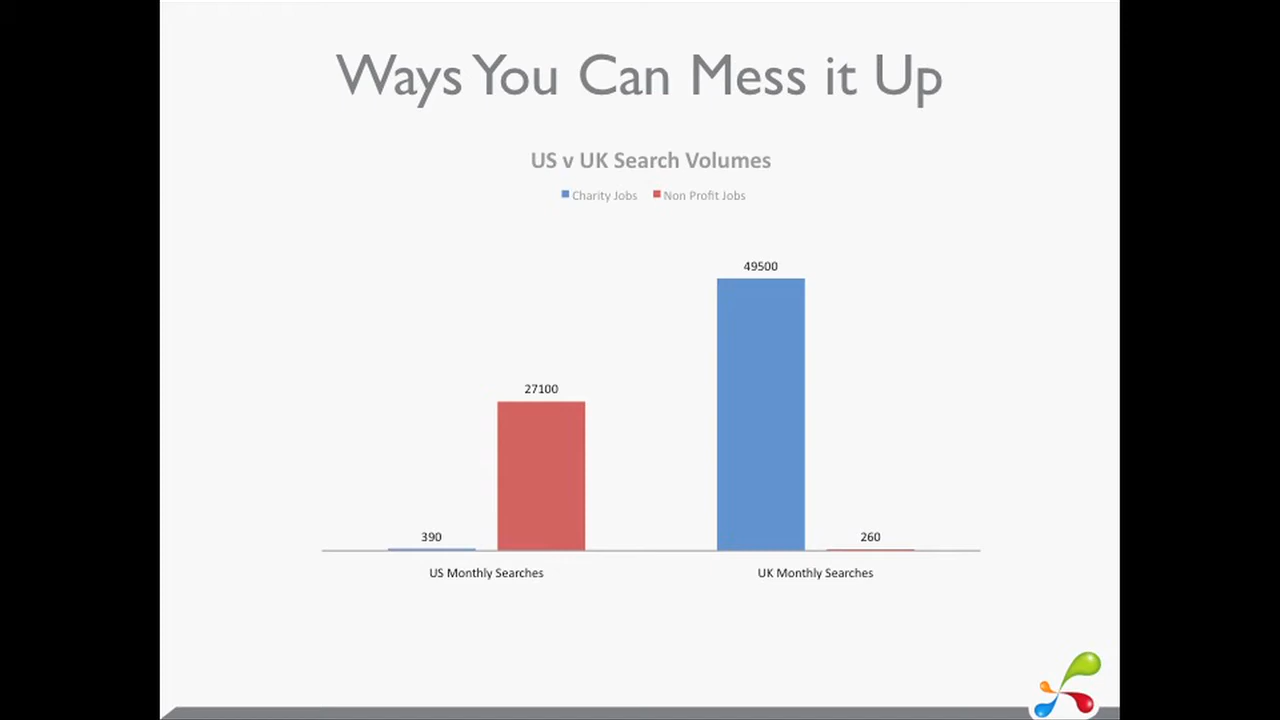 Ways You Can Mess it Up
US v UK Search Volumes
Charity Jobs Non Profit Jobs
49500
27100
390
260
US Monthly Searches UK Monthly Searches